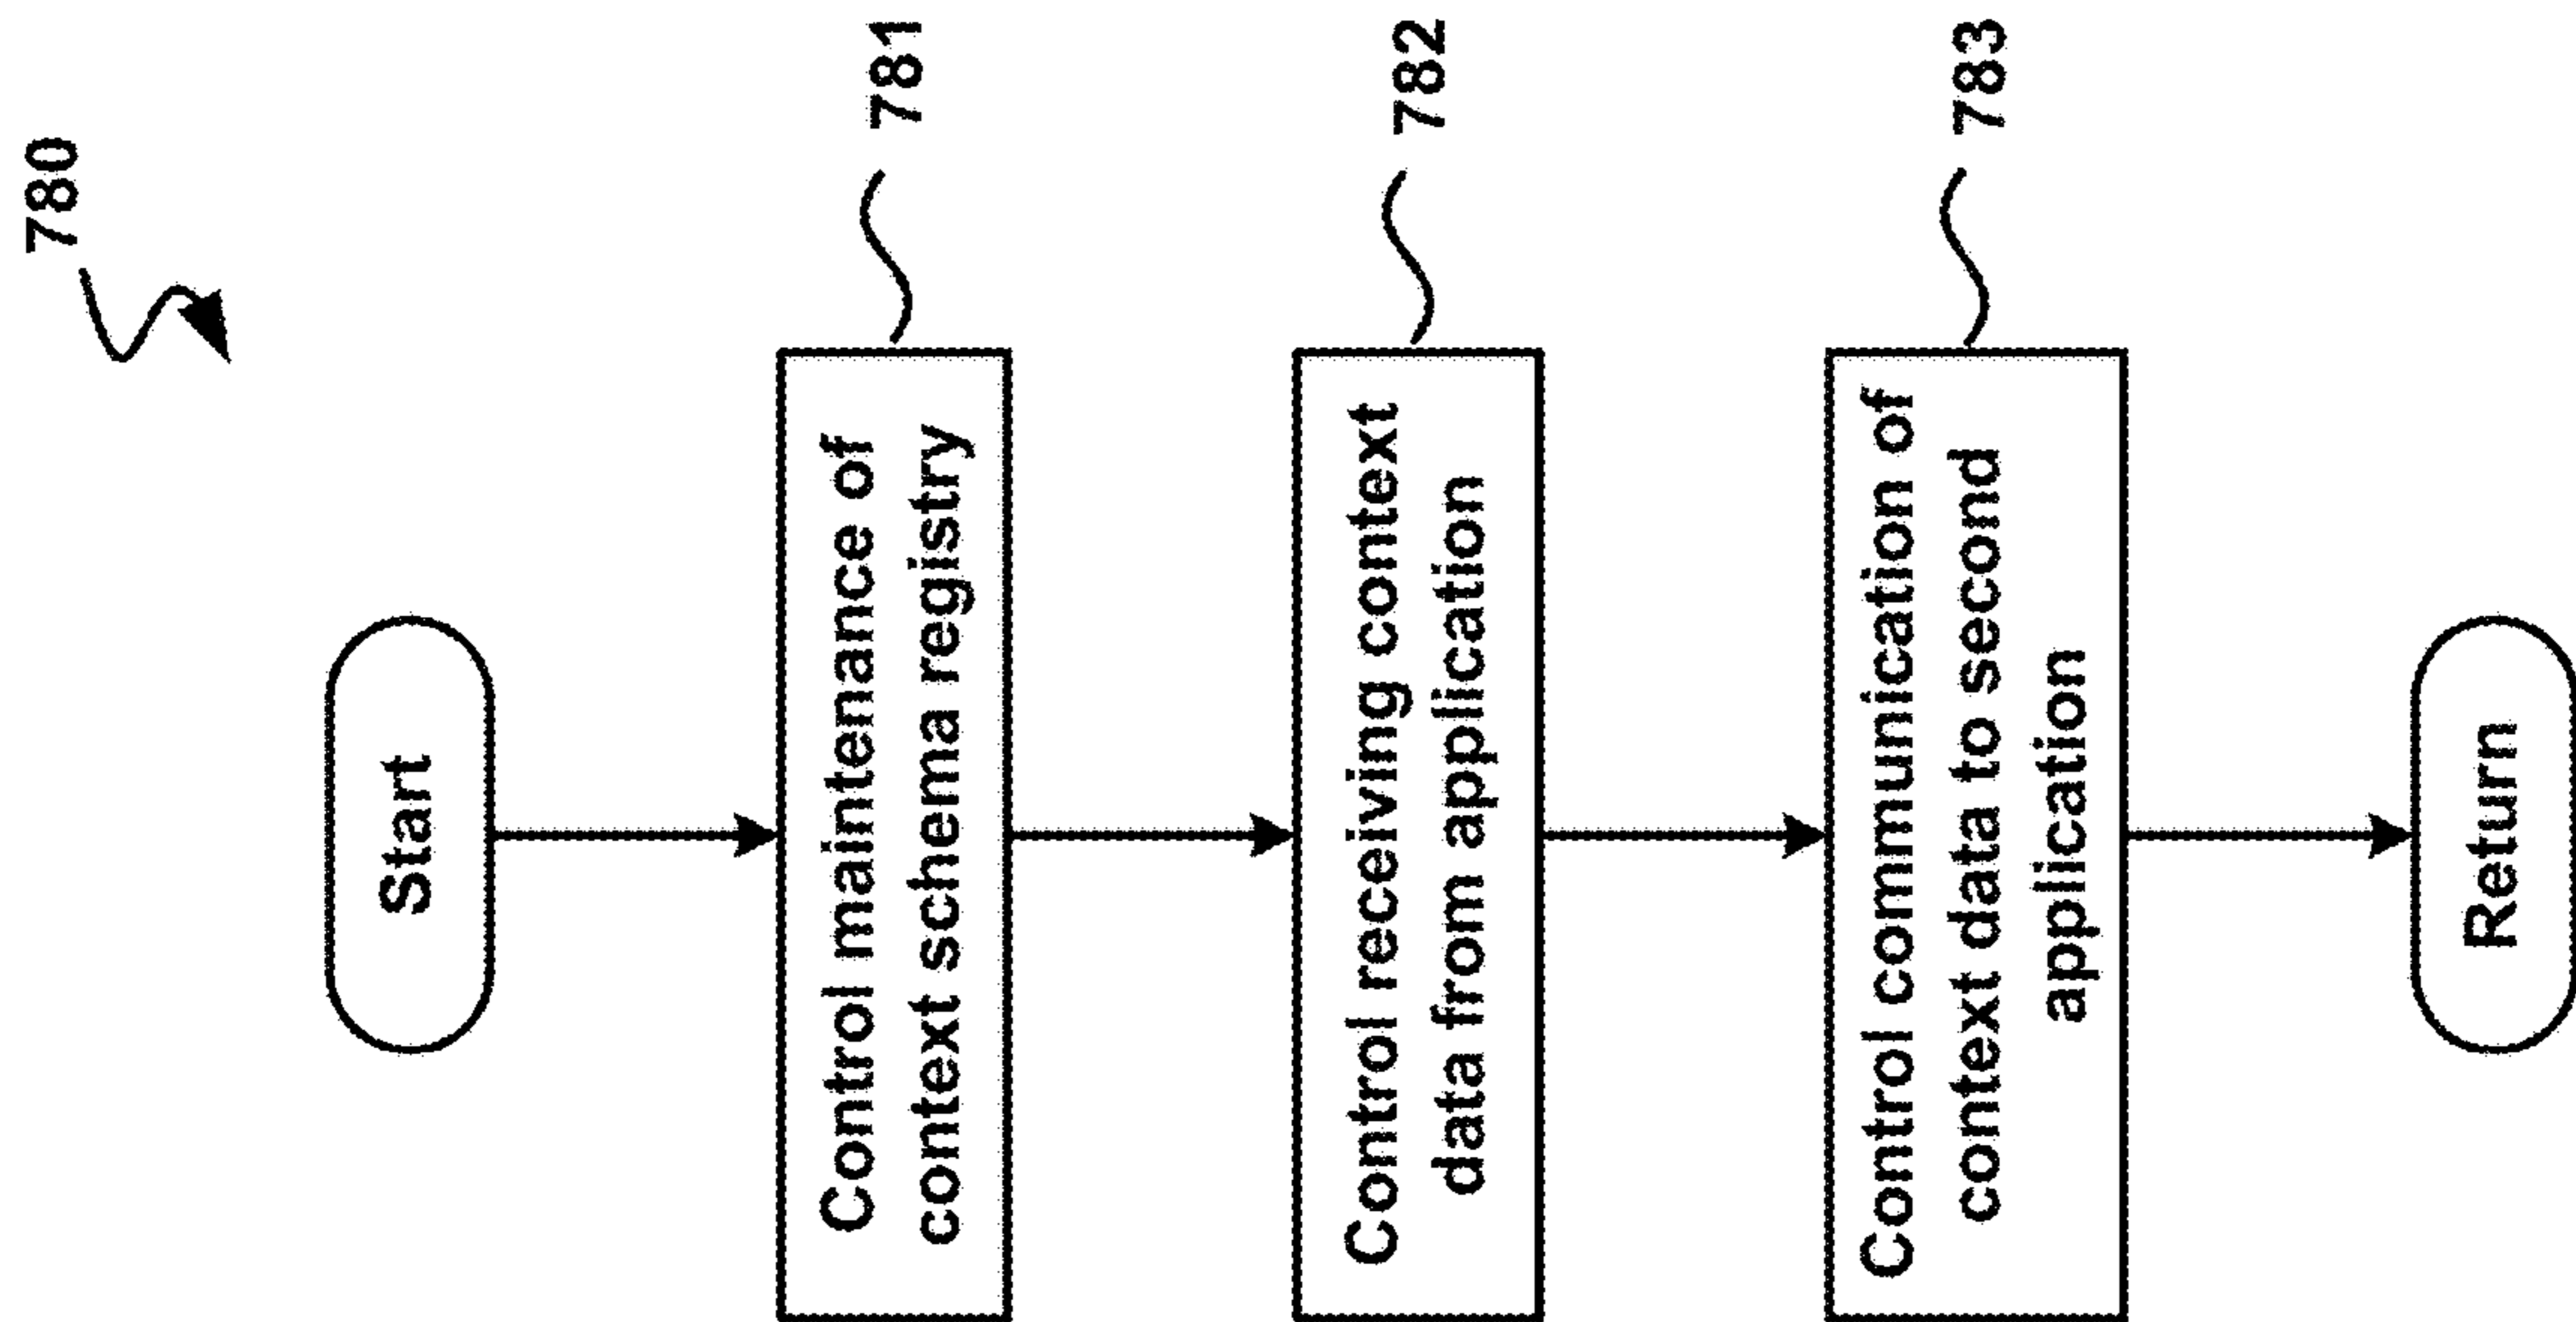 780
Start
Control maintenance of
context schema registry
781
Control receiving context
data from application
782
Control communication of
context data to second
application
783
Return